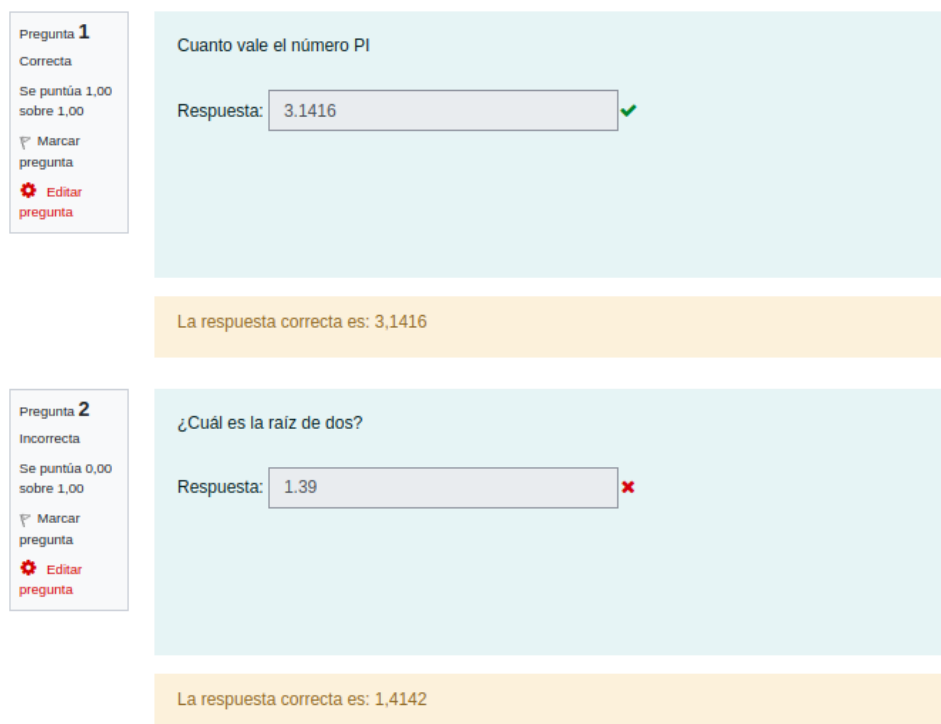 Pregunta 1
Correcta
Se puntúa 1,00
sobre 1,00
Marcar
pregunta
Editar
pregunta
Cuanto vale el número PI
Respuesta: 3.1416
La respuesta correcta es: 3,1416
Pregunta 2
Incorrecta
Se puntúa 0,00
sobre 1,00
Marcar
pregunta
Editar
pregunta
¿Cuál es la raíz de dos?
Respuesta: 1.39
La respuesta correcta es: 1,4142